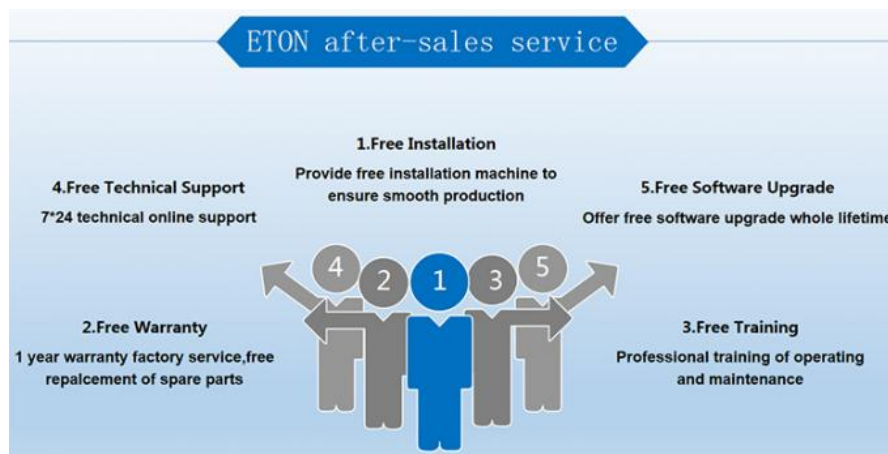 ETON after-sales service
1.Free Installation
Provide free installation machine to
ensure smooth production
4.Free Technical Support
7*24 technical online support
5.Free Software Upgrade
Offer free software upgrade whole lifetime
4
2
1
3
5
2.Free Warranty
1 year warranty factory service,free
repalcement of spare parts
3.Free Training
Professional training of operating
and maintenance